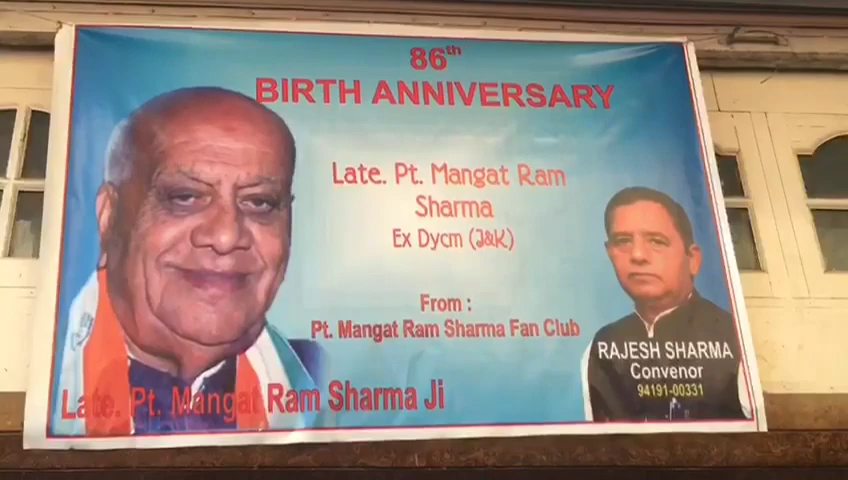 86th
BIRTH ANNIVERSARY
Late. Pt. Mangat Ram
Sharma
Ex Dycm (J&K)
From :
Pt. Mangat Ram Sharma Fan Club
RAJESH SHARMA
Convenor
94191-00331
Late. Pt. Mangat Ram Sharma Ji